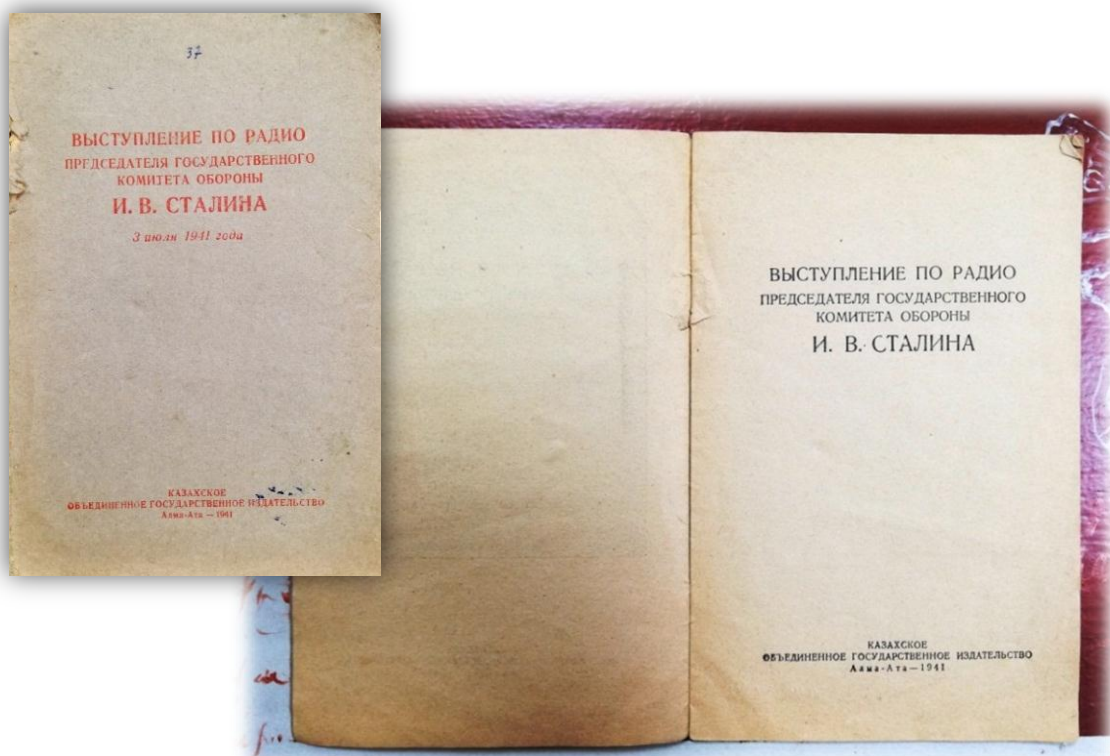 37
ВЫСТУПЛЕНИЕ ПО РАДИО
ПРЕДСЕДАТЕЛЯ ГОСУДАРСТВЕННОГО
КОМИТЕТА ОБОРОНЫ
И. В. СТАЛИНА
3 июля 1941 года
КАЗАХСКОЕ
ОБЪЕДИНЕННОЕ ГОСУДАРСТВЕННОЕ ИЗДАТЕЛЬСТВО
Алма-Ата — 1941
ВЫСТУПЛЕНИЕ ПО РАДИО
ПРЕДСЕДАТЕЛЯ ГОСУДАРСТВЕННОГО
КОМИТЕТА ОБОРОНЫ
И. В. СТАЛИНА
КАЗАХСКОЕ
ОБЪЕДИНЕННОЕ ГОСУДАРСТВЕННОЕ ИЗДАТЕЛЬСТВО
Алма-Ата — 1941